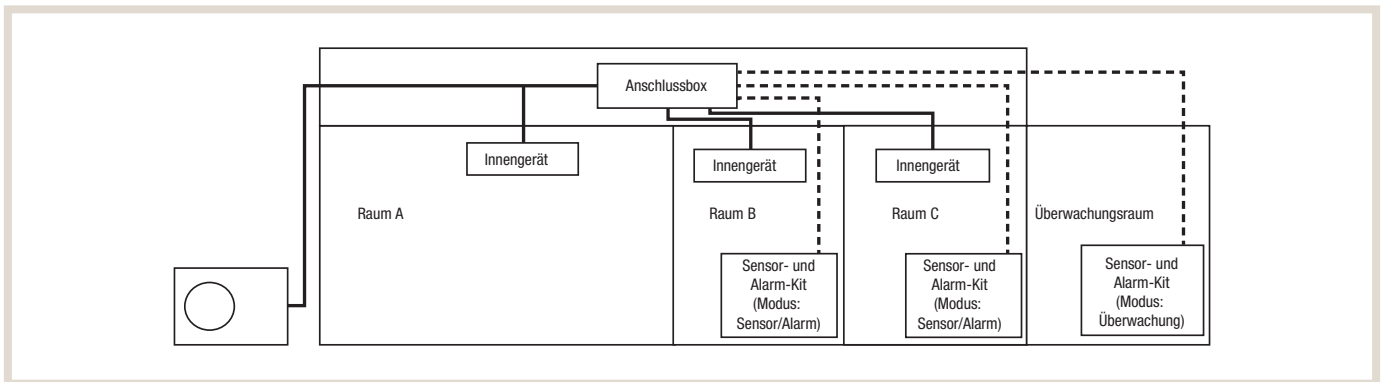 Anschlussbox
Innengerät
Innengerät
Innengerät
Raum A
Raum B
Raum C
Überwachungsraum
Sensor- und
Alarm-Kit
(Modus:
Sensor/Alarm)
Sensor- und
Alarm-Kit
(Modus:
Sensor/Alarm)
Sensor- und
Alarm-Kit
(Modus:
Überwachung)